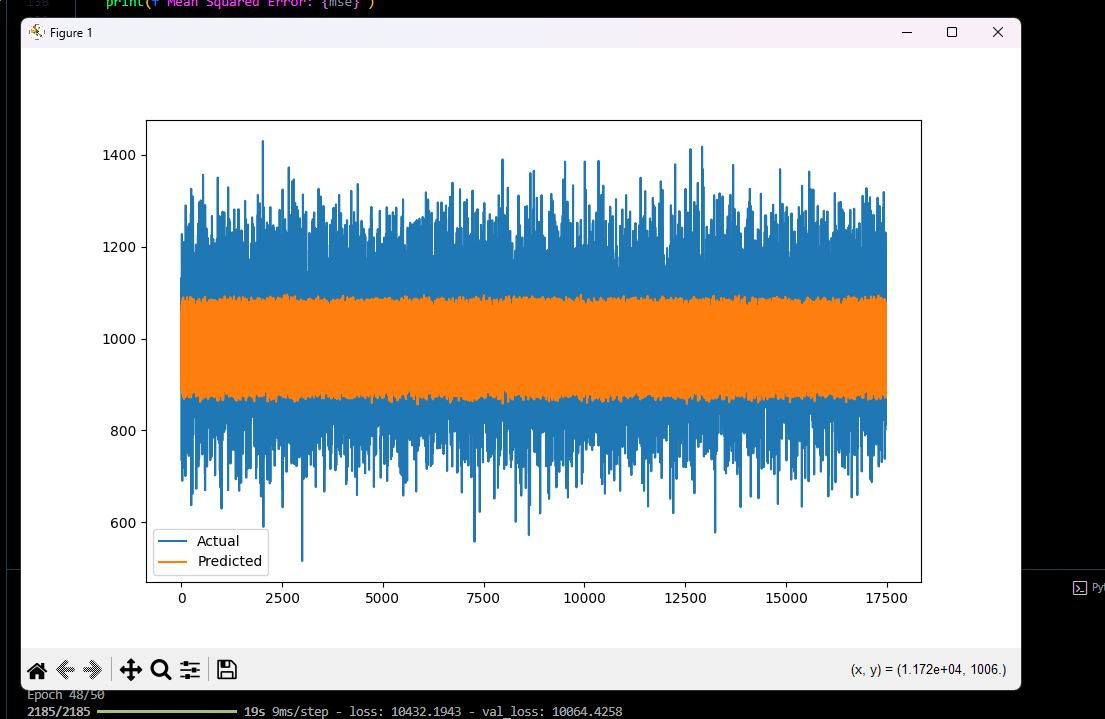 138 print(f"Mean Squared Error: {mse}")
Figure 1
1400
1200
1000
800
600
Actual
Predicted
0 2500 5000 7500 10000 12500 15000 17500
Pyt
(x, y) = (1.172e+04, 1006.)
Epoch 48/50
2185/2185 19s 9ms/step - loss: 10432.1943 - val_loss: 10064.4258